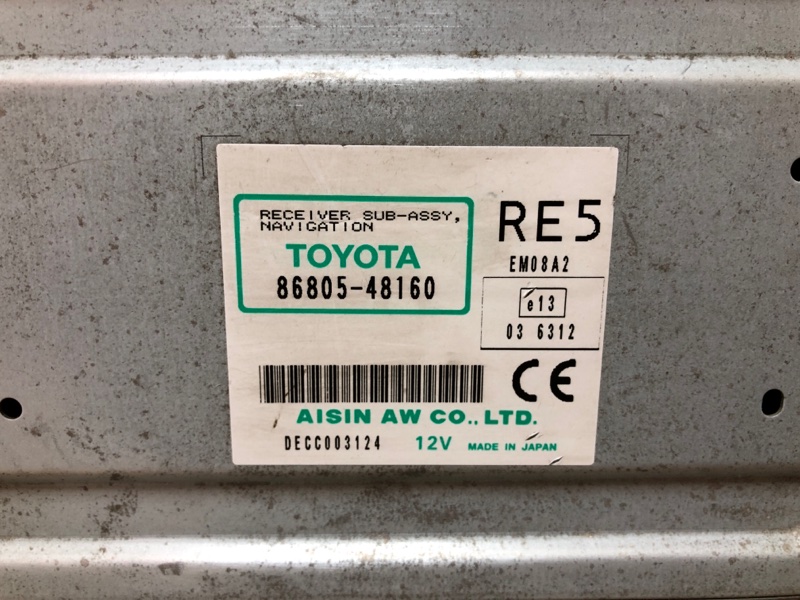 RECEIVER SUB-ASSY,
NAVIGATION
TOYOTA
86805-48160
RE5
EM08A2
e13
03 6312
CE
AISIN AW CO., LTD.
DECC003124 12V MADE IN JAPAN